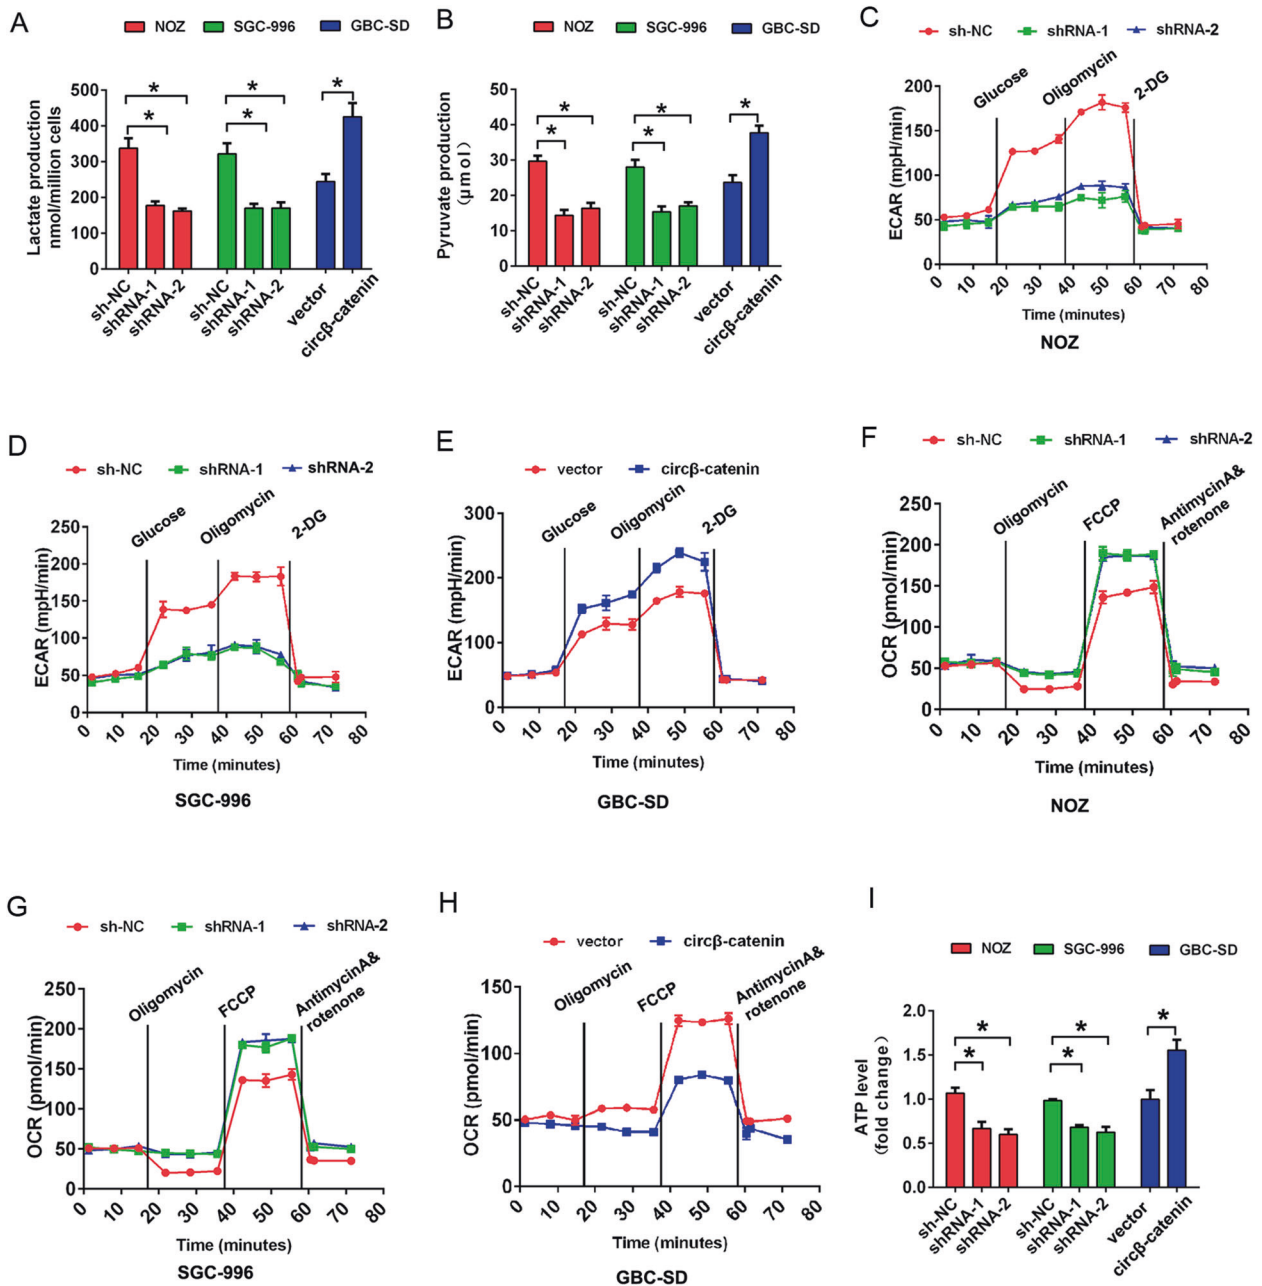 A
NOZ SGC-996 GBC-SD
Lactate production
nmol/million cells
500
400
300
200
100
0
* * * * *
sh-NC shRNA-1 shRNA-2 sh-NC shRNA-1 shRNA-2 vector circβ-catenin
B
NOZ SGC-996 GBC-SD
Pyruvate production
(μmol)
50
40
30
20
10
0
* * * * *
sh-NC shRNA-1 shRNA-2 sh-NC shRNA-1 shRNA-2 vector circβ-catenin
C
sh-NC shRNA-1 shRNA-2
Glucose Oligomycin 2-DG
ECAR (mpH/min)
200
150
100
50
0
0 10 20 30 40 50 60 70 80
Time (minutes)
NOZ
D
sh-NC shRNA-1 shRNA-2
Glucose Oligomycin 2-DG
ECAR (mpH/min)
250
200
150
100
50
0
0 10 20 30 40 50 60 70 80
Time (minutes)
SGC-996
E
vector circβ-catenin
Glucose Oligomycin 2-DG
ECAR (mpH/min)
300
200
100
0
0 10 20 30 40 50 60 70 80
Time (minutes)
GBC-SD
F
sh-NC shRNA-1 shRNA-2
Oligomycin FCCP AntimycinA&
rotenone
OCR (pmol/min)
250
200
150
100
50
0
0 10 20 30 40 50 60 70 80
Time (minutes)
NOZ
G
sh-NC shRNA-1 shRNA-2
Oligomycin FCCP AntimycinA&
rotenone
OCR (pmol/min)
250
200
150
100
50
0
0 10 20 30 40 50 60 70 80
Time (minutes)
SGC-996
H
vector circβ-catenin
Oligomycin FCCP AntimycinA&
rotenone
OCR (pmol/min)
150
100
50
0
0 10 20 30 40 50 60 70 80
Time (minutes)
GBC-SD
I
NOZ SGC-996 GBC-SD
ATP level
(fold change)
2.0
1.5
1.0
0.5
0.0
* * * * *
sh-NC shRNA-1 shRNA-2 sh-NC shRNA-1 shRNA-2 vector circβ-catenin